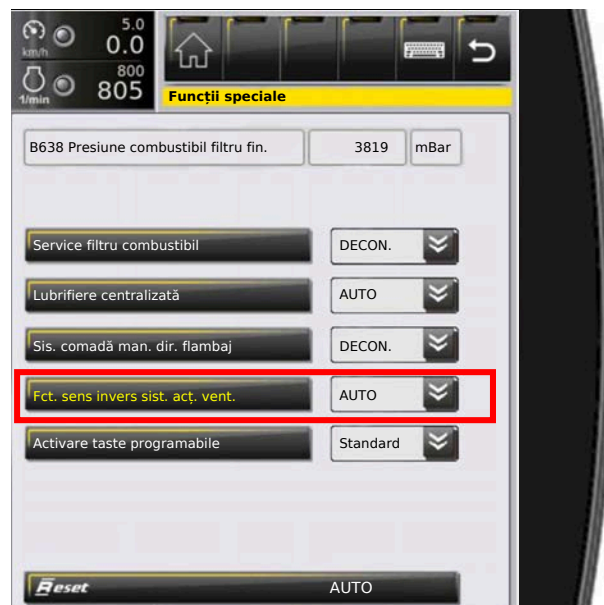 km/h
5.0
0.0
1/min
800
805
Funcții speciale
B638 Presiune combustibil filtru fin. 3819 mBar
Service filtru combustibil DECON.
Lubrifiere centralizată AUTO
Sis. comadă man. dir. flambaj DECON.
Fct. sens invers sist. acț. vent. AUTO
Activare taste programabile Standard
Reset AUTO